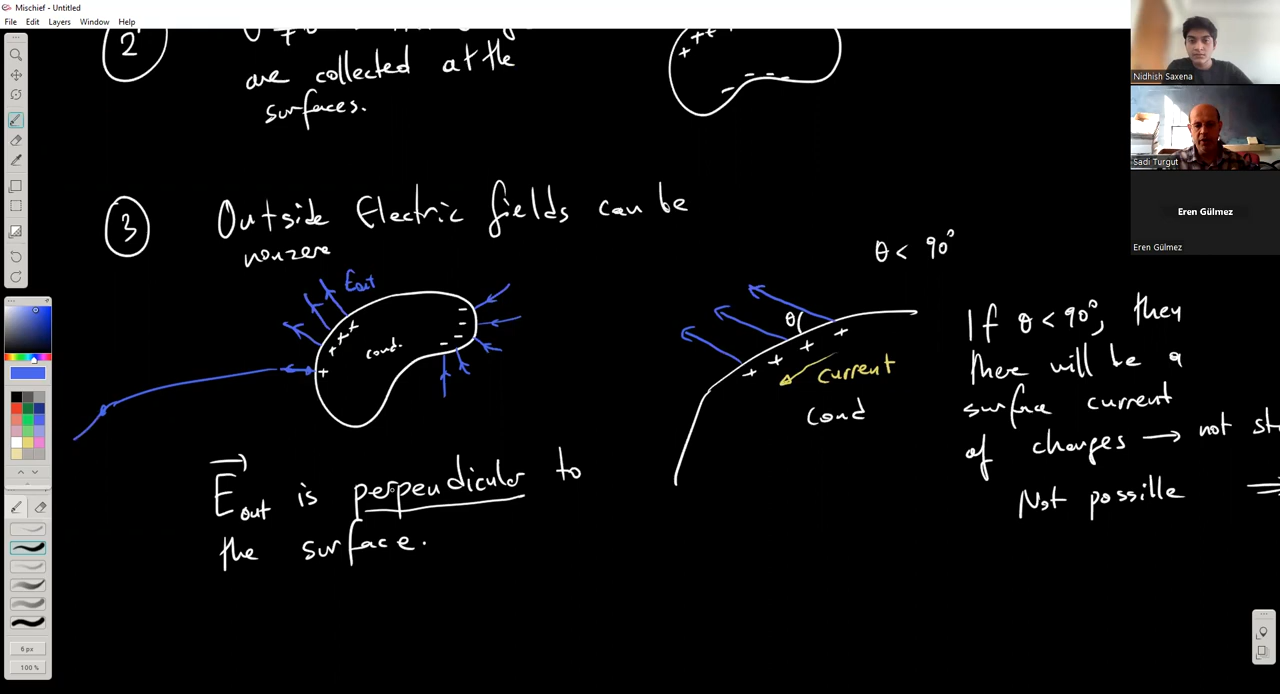 Mischief - Untitled
File Edit Layers Window Help
2
are collected at the
surfaces.
3 Outside Electric fields can be
nonzero
Eout
cond.
E out is perpendicular to
the surface.
θ < 90°
θ
current
cond
If θ < 90°, they
there will be a
surface current
of charges → not st
Not possible ⇒
Nidhish Saxena
Sadi Turgut
Eren Gülmez
Eren Gülmez
6 px
100 %